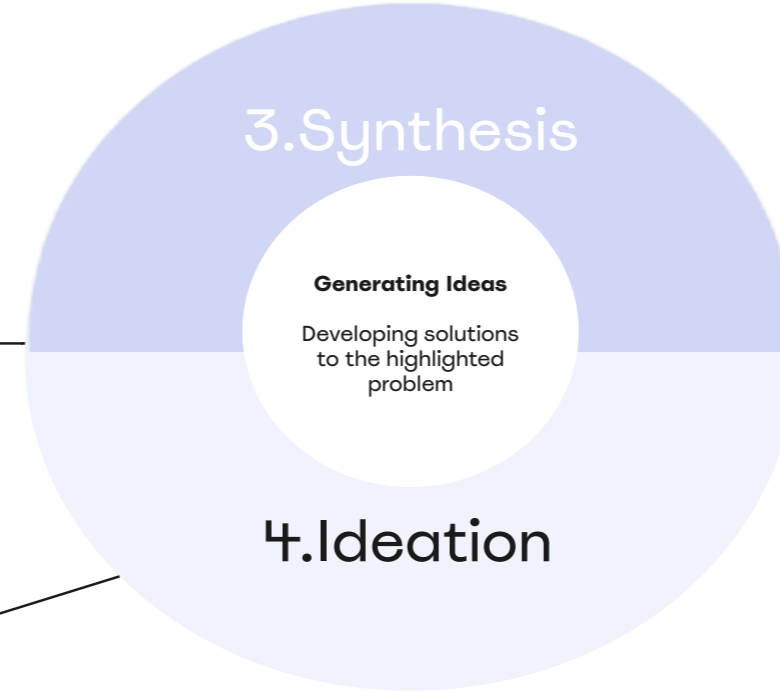 3.Synthesis
Generating Ideas
Developing solutions
to the highlighted
problem
4.Ideation